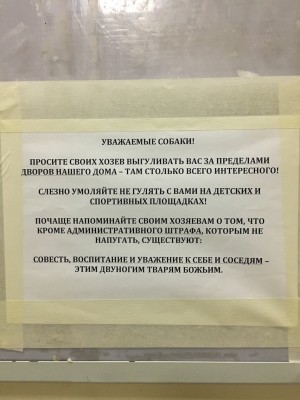 УВАЖАЕМЫЕ СОБАКИ!
ПРОСИТЕ СВОИХ ХОЗЕВ ВЫГУЛИВАТЬ ВАС ЗА ПРЕДЕЛАМИ
ДВОРОВ НАШЕГО ДОМА – ТАМ СТОЛЬКО ВСЕГО ИНТЕРЕСНОГО!
СЛЕЗНО УМОЛЯЙТЕ НЕ ГУЛЯТЬ С ВАМИ НА ДЕТСКИХ И
СПОРТИВНЫХ ПЛОЩАДКАХ!
ПОЧАЩЕ НАПОМИНАЙТЕ СВОИМ ХОЗЯЕВАМ О ТОМ, ЧТО
КРОМЕ АДМИНИСТРАТИВНОГО ШТРАФА, КОТОРЫМ НЕ
НАПУГАТЬ, СУЩЕСТВУЮТ:
СОВЕСТЬ, ВОСПИТАНИЕ И УВАЖЕНИЕ К СЕБЕ И СОСЕДЯМ –
ЭТИМ ДВУНОГИМ ТВАРЯМ БОЖЬИМ.